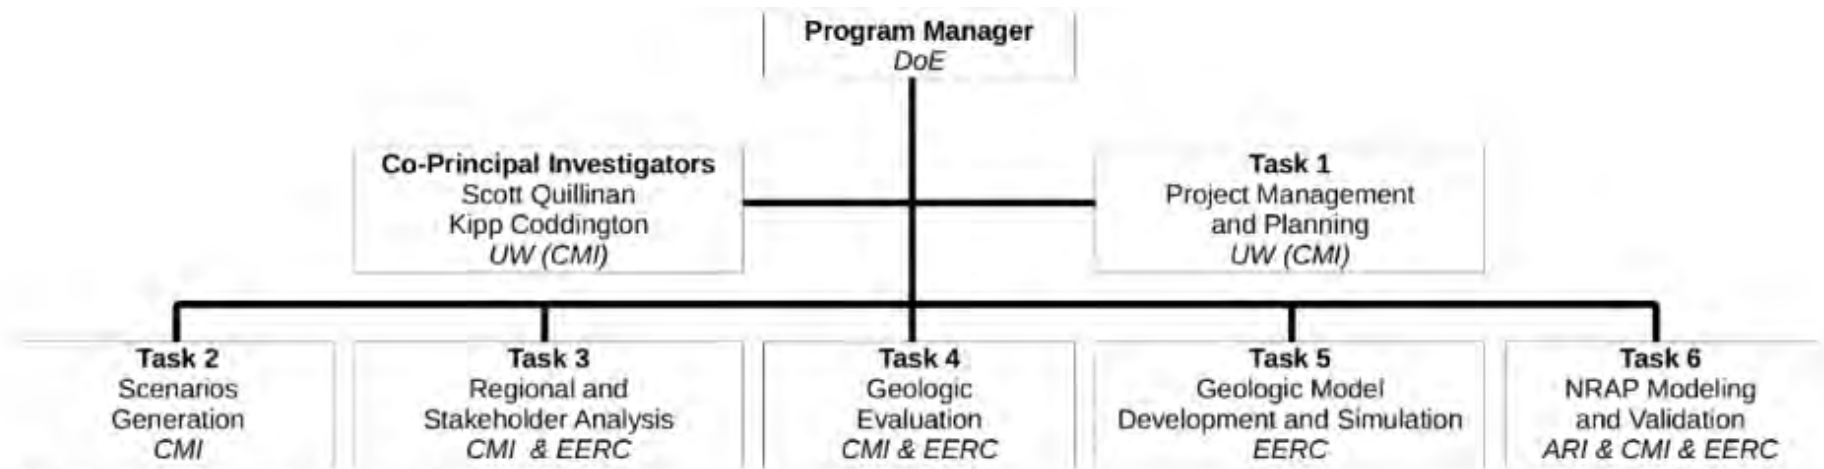 Program Manager
DoE
Co-Principal Investigators
Scott Quillinan
Kipp Coddington
UW (CMI)
Task 1
Project Management
and Planning
UW (CMI)
Task 2
Scenarios
Generation
CMI
Task 3
Regional and
Stakeholder Analysis
CMI & EERC
Task 4
Geologic
Evaluation
CMI & EERC
Task 5
Geologic Model
Development and Simulation
EERC
Task 6
NRAP Modeling
and Validation
ARI & CMI & EERC